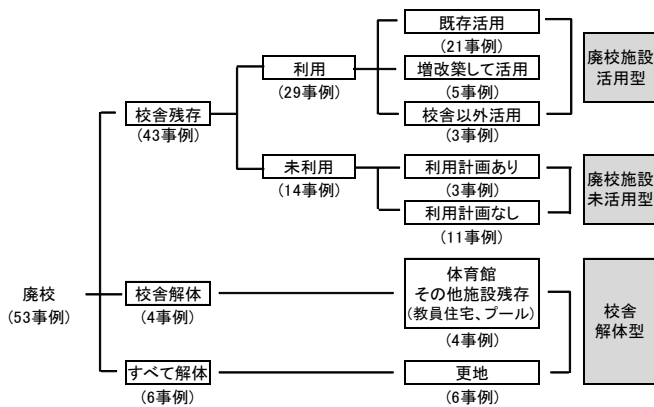 廃校
(53事例)
校舎残存
(43事例)
利用
(29事例)
既存活用
(21事例)
増改築して活用
(5事例)
校舎以外活用
(3事例)
廃校施設
活用型
未利用
(14事例)
利用計画あり
(3事例)
利用計画なし
(11事例)
廃校施設
未活用型
校舎解体
(4事例)
体育館
その他施設残存
(教員住宅、プール)
(4事例)
すべて解体
(6事例)
更地
(6事例)
校舎
解体型